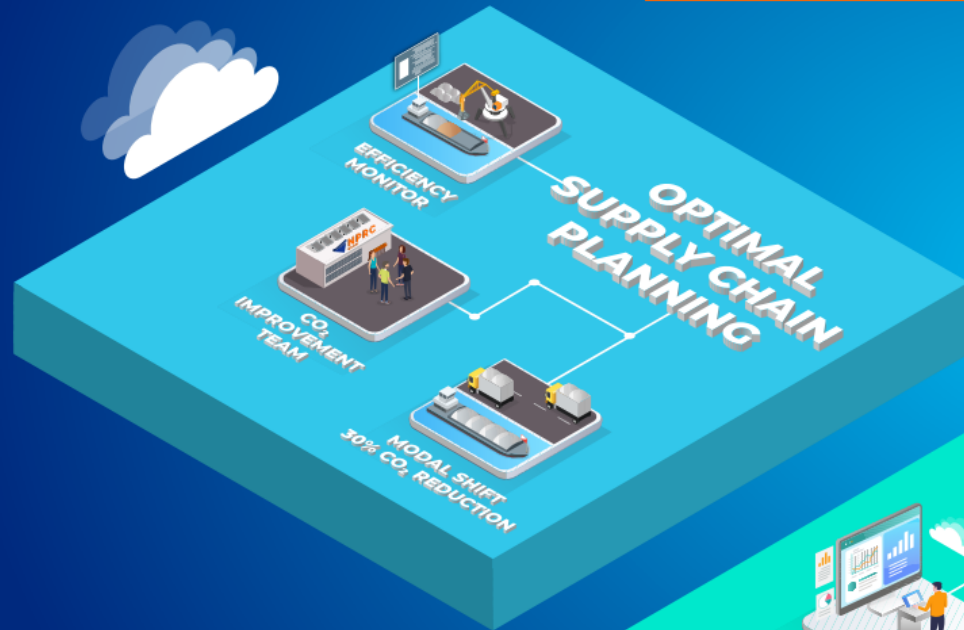 EFFICIENCY
MONITOR
OPTIMAL
SUPPLY CHAIN
PLANNING
NPRC
CO₂
IMPROVEMENT
TEAM
MODAL SHIFT
30% CO₂ REDUCTION